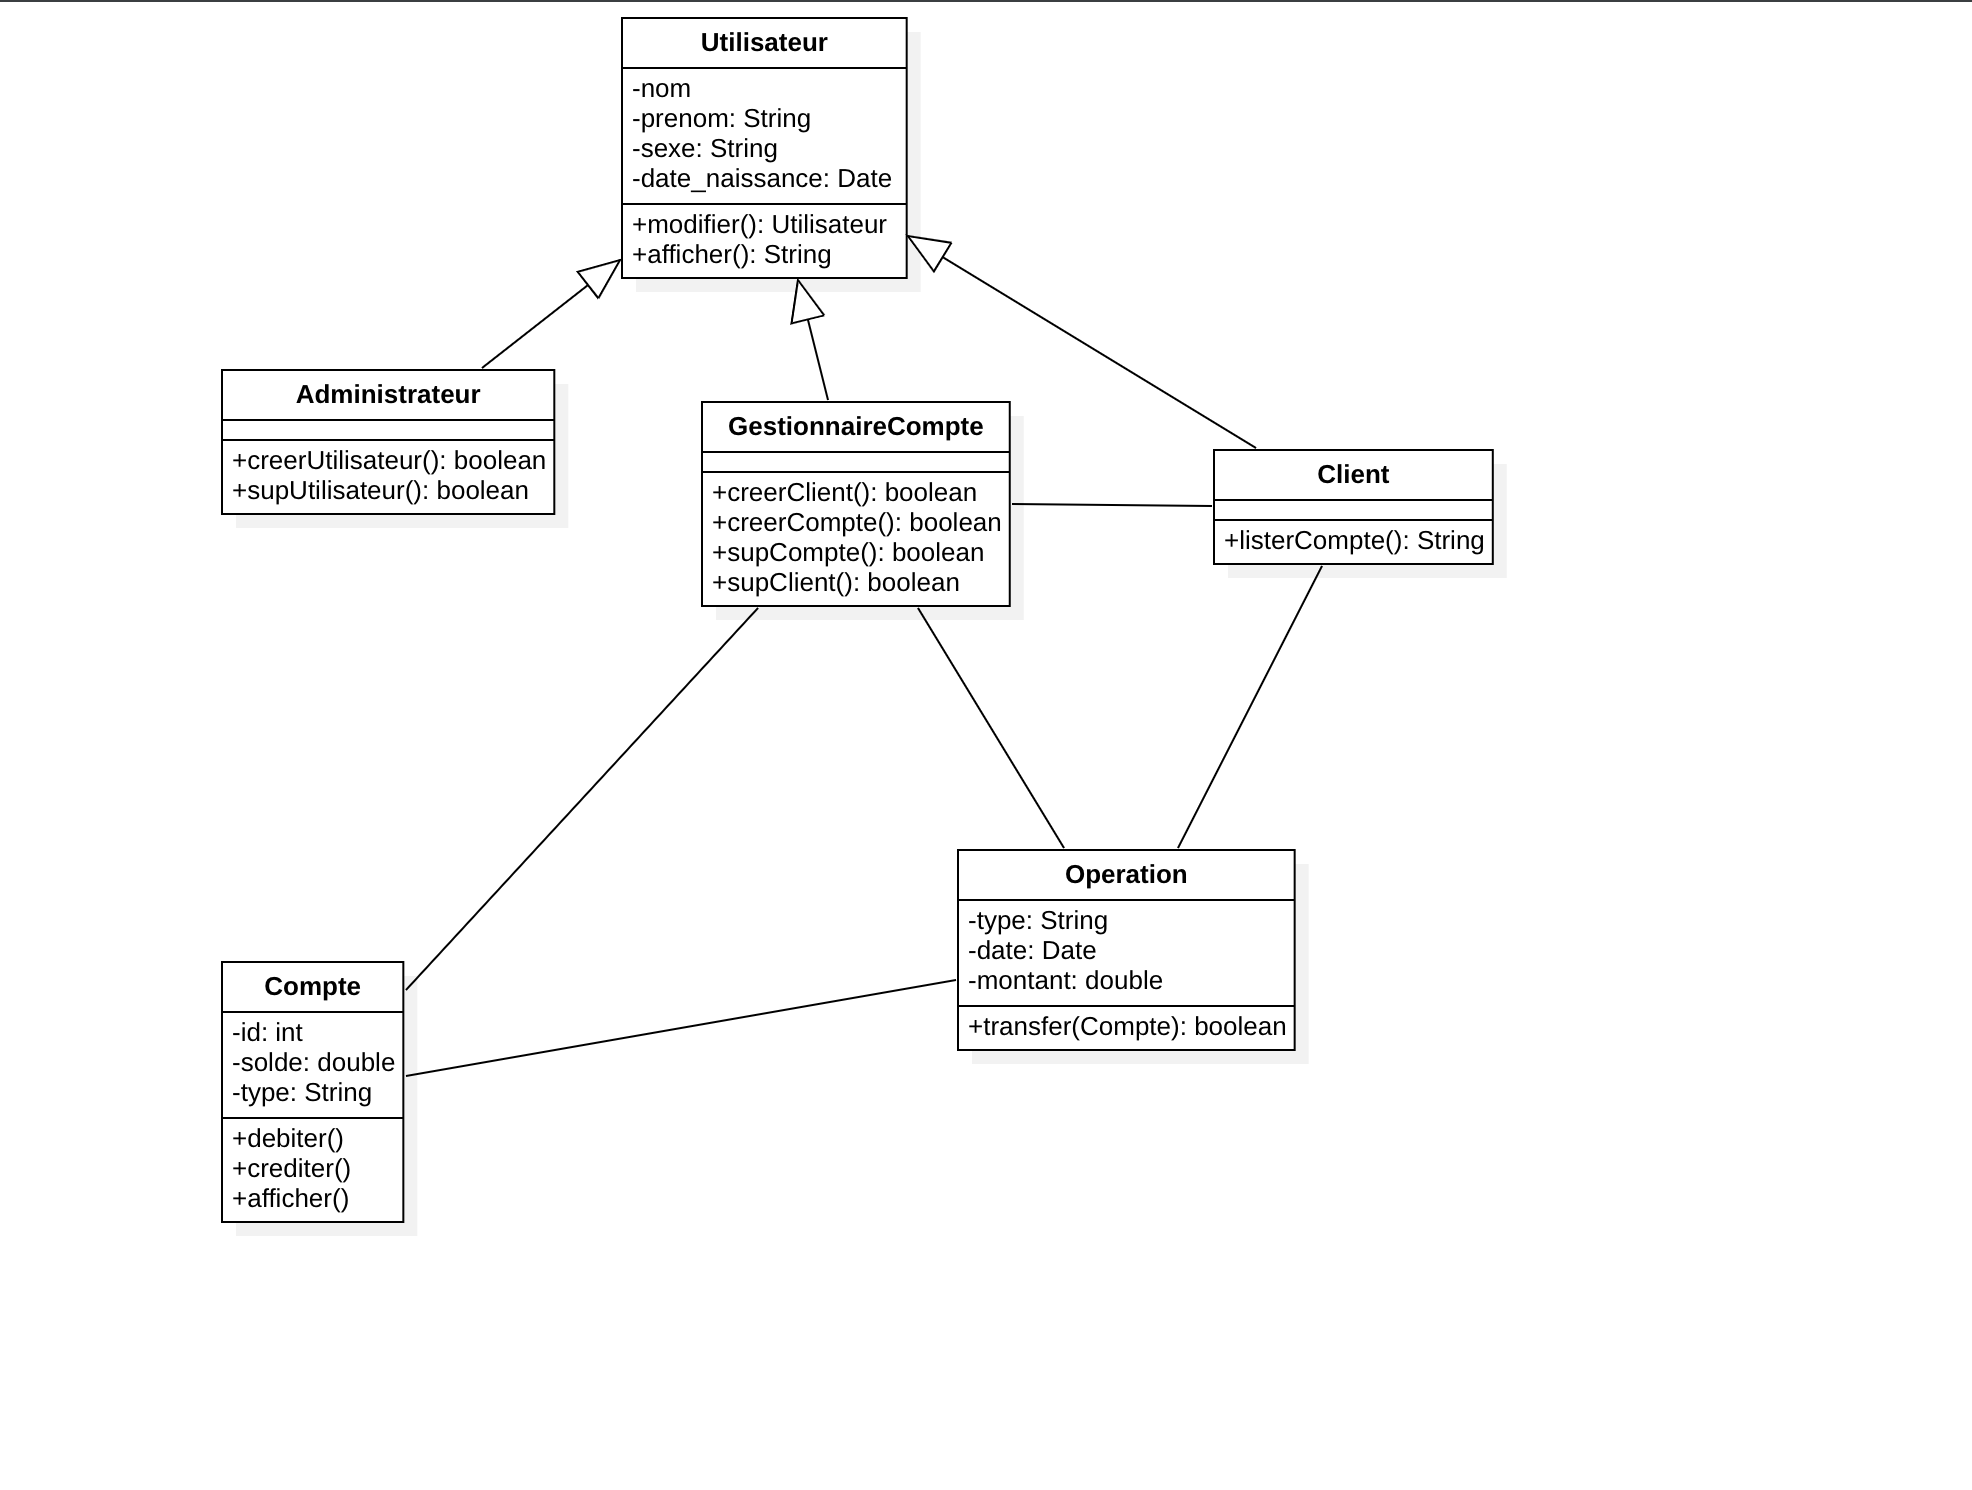 Utilisateur
-nom
-prenom: String
-sexe: String
-date_naissance: Date
+modifier(): Utilisateur
+afficher(): String
Administrateur
+creerUtilisateur(): boolean
+supUtilisateur(): boolean
GestionnaireCompte
+creerClient(): boolean
+creerCompte(): boolean
+supCompte(): boolean
+supClient(): boolean
Client
+listerCompte(): String
Operation
-type: String
-date: Date
-montant: double
+transfer(Compte): boolean
Compte
-id: int
-solde: double
-type: String
+debiter()
+crediter()
+afficher()